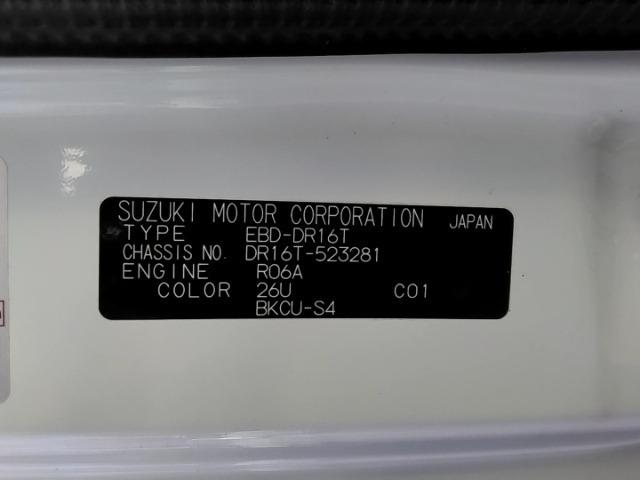 SUZUKI MOTOR CORPORATION JAPAN
TYPE EBD-DR16T
CHASSIS NO. DR16T-523281
ENGINE R06A
COLOR 26U C01
BKCU-S4